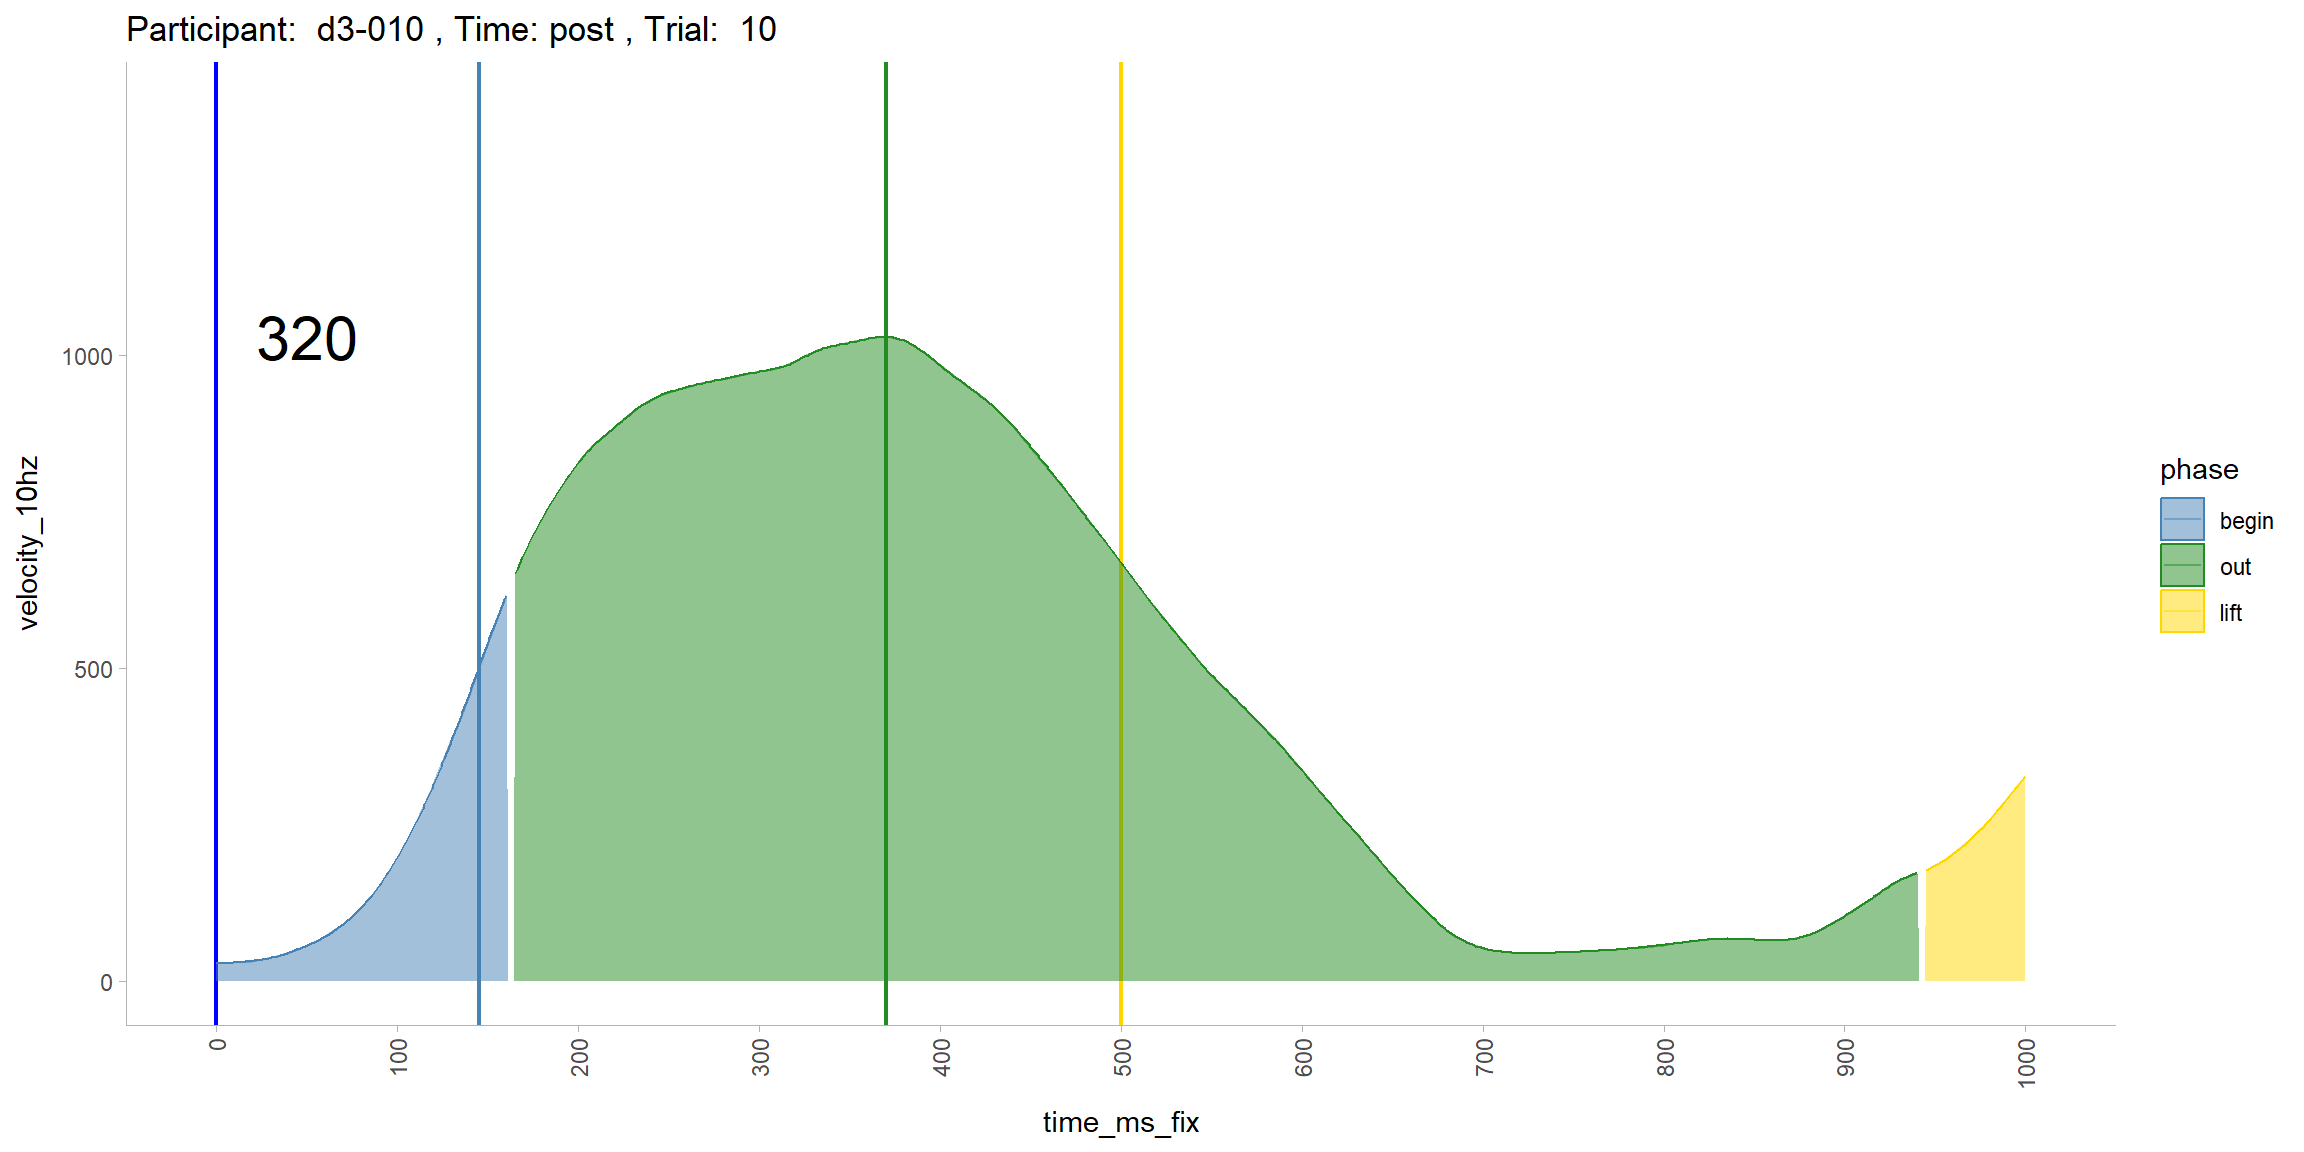 Participant:  d3-010 , Time: post , Trial:  10
320
1000
500
0
velocity_10hz
0
100
200
300
400
500
600
700
800
900
1000
time_ms_fix
phase
begin
out
lift